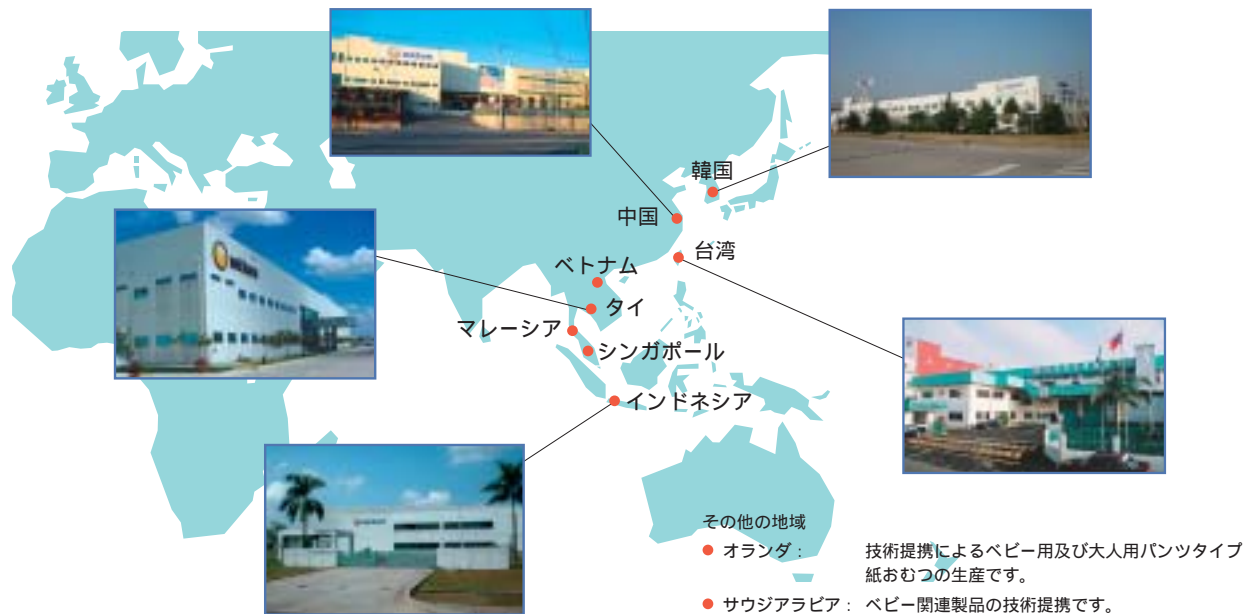 韓国
中国
台湾
ベトナム
タイ
マレーシア
シンガポール
インドネシア
その他の地域
オランダ： 技術提携によるベビー用及び大人用パンツタイプ
紙おむつの生産です。
サウジアラビア： ベビー関連製品の技術提携です。